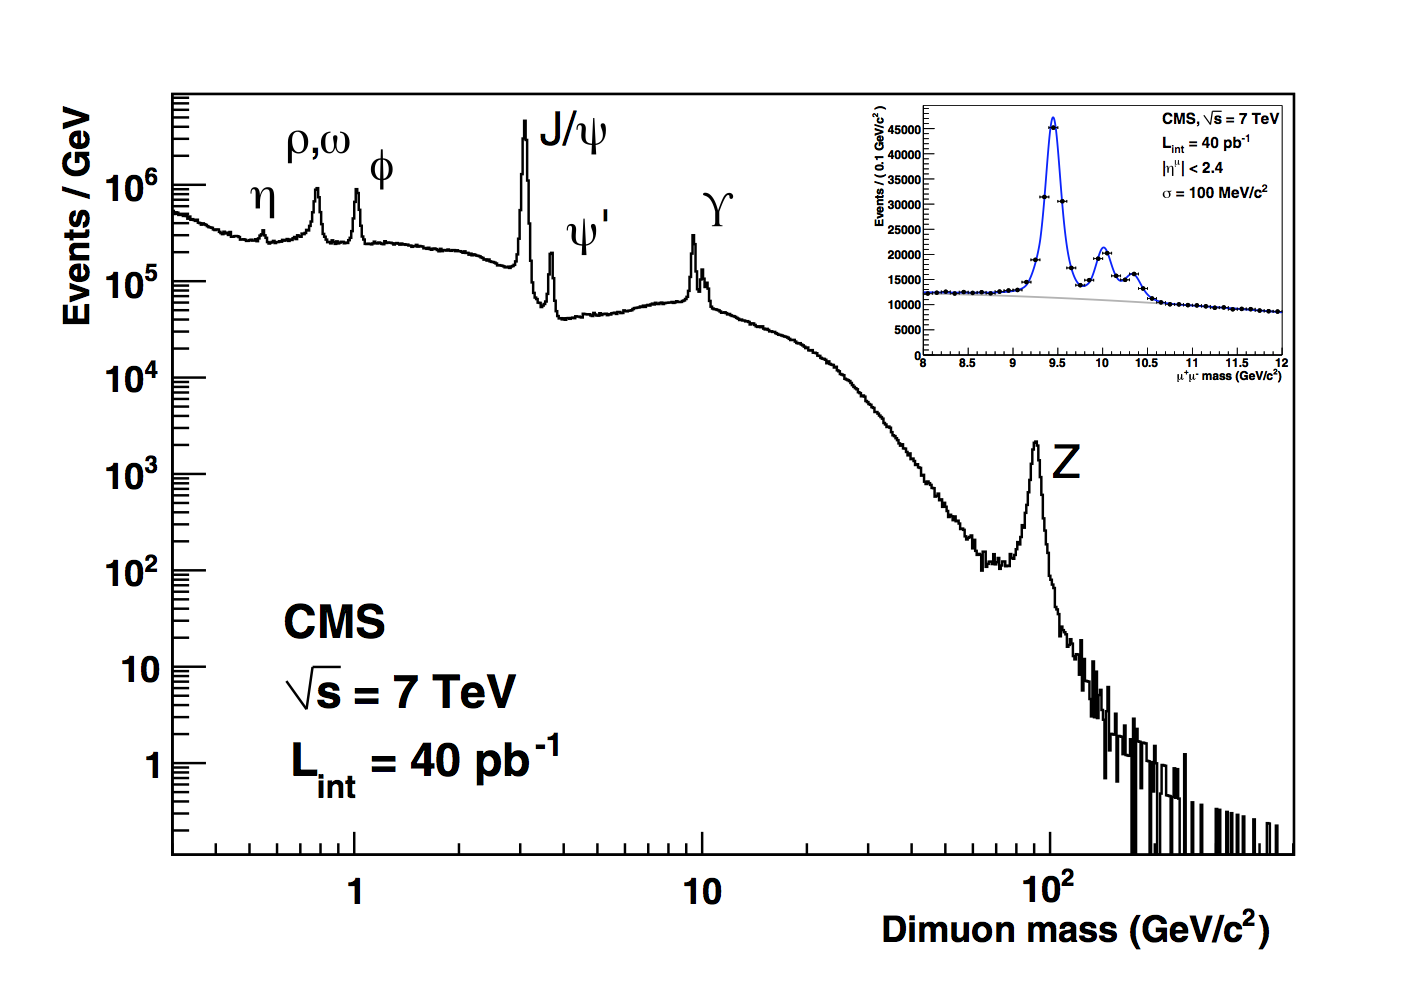 Events / GeV
10⁶
10⁵
10⁴
10³
10²
10
1
η
ρ,ω
ϕ
J/ψ
ψ'
ϒ
Z
CMS
√s = 7 TeV
L_int = 40 pb⁻¹
1
10
10²
Dimuon mass (GeV/c²)
Events / ( 0.1 GeV/c² )
45000
40000
35000
30000
25000
20000
15000
10000
5000
0
CMS, √s = 7 TeV
L_int = 40 pb⁻¹
|η^μ| < 2.4
σ = 100 MeV/c²
8 8.5 9 9.5 10 10.5 11 11.5 12
μ⁺μ⁻ mass (GeV/c²)